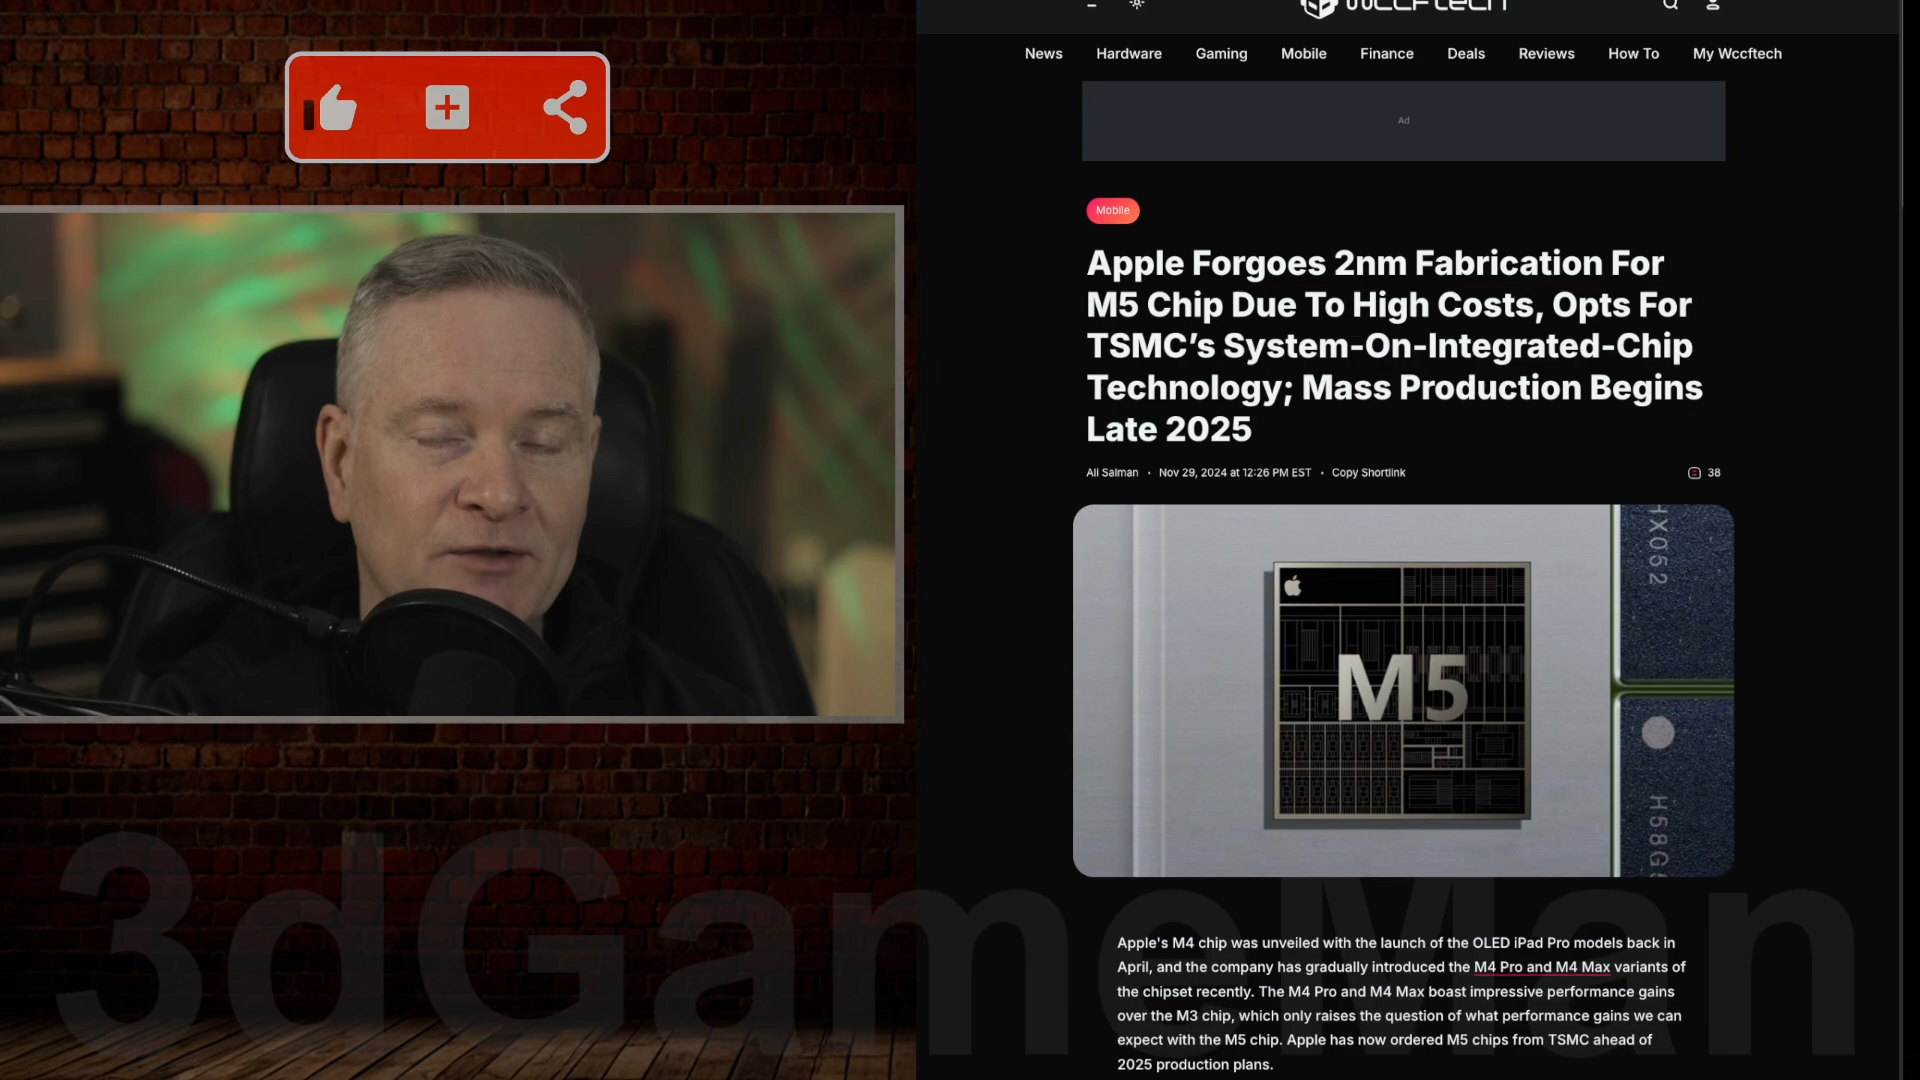 wccftech
News Hardware Gaming Mobile Finance Deals Reviews How To My Wccftech
Ad
Mobile
Apple Forgoes 2nm Fabrication For
M5 Chip Due To High Costs, Opts For
TSMC’s System-On-Integrated-Chip
Technology; Mass Production Begins
Late 2025
Ali Salman • Nov 29, 2024 at 12:26 PM EST • Copy Shortlink 38
HX052
M5
H58G
3dGameMan
Apple's M4 chip was unveiled with the launch of the OLED iPad Pro models back in
April, and the company has gradually introduced the M4 Pro and M4 Max variants of
the chipset recently. The M4 Pro and M4 Max boast impressive performance gains
over the M3 chip, which only raises the question of what performance gains we can
expect with the M5 chip. Apple has now ordered M5 chips from TSMC ahead of
2025 production plans.